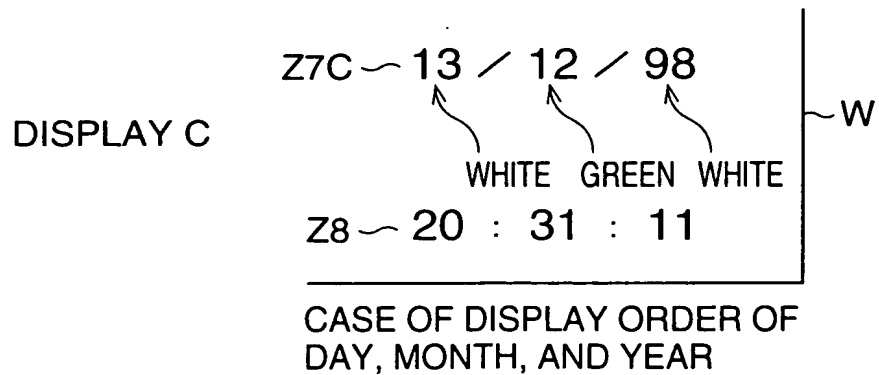 Z7C 13 / 12 / 98
W
DISPLAY C
WHITE GREEN WHITE
Z8 20 : 31 : 11
CASE OF DISPLAY ORDER OF
DAY, MONTH, AND YEAR